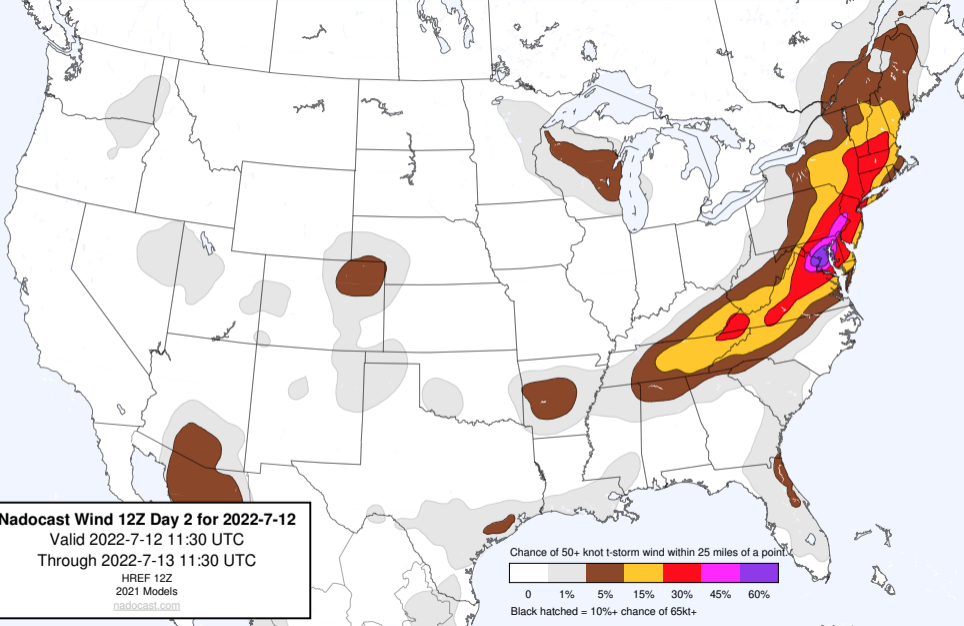 Nadocast Wind 12Z Day 2 for 2022-7-12
Valid 2022-7-12 11:30 UTC
Through 2022-7-13 11:30 UTC
HREF 12Z
2021 Models
nadocast.com
Chance of 50+ knot t-storm wind within 25 miles of a point.
0 1% 5% 15% 30% 45% 60%
Black hatched = 10%+ chance of 65kt+